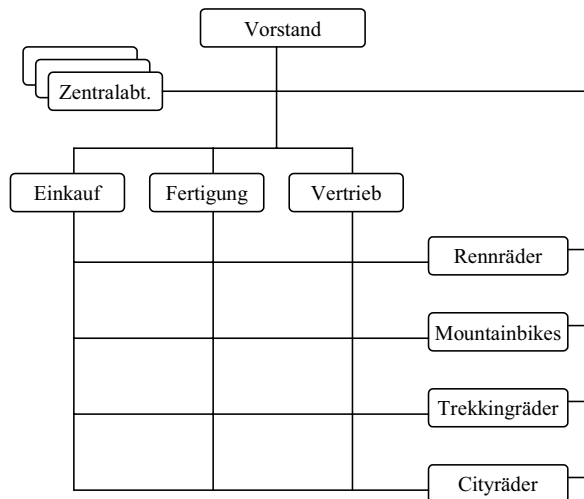 Vorstand
Zentralabt.
Einkauf
Fertigung
Vertrieb
Rennräder
Mountainbikes
Trekkingräder
Cityräder